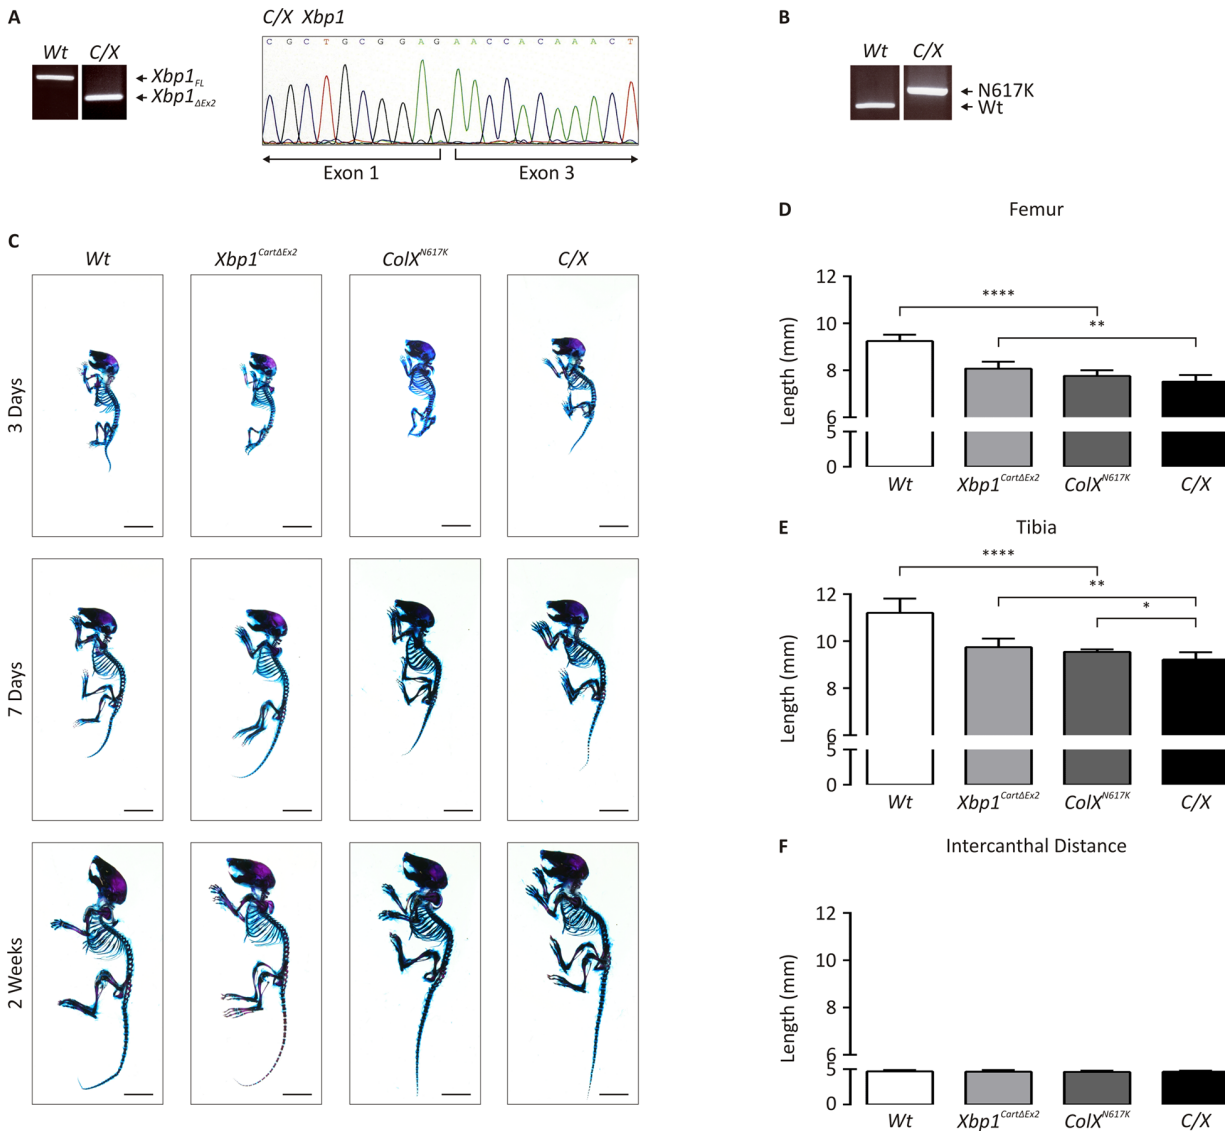 A
C/X Xbp1
Wt C/X
Xbp1FL
Xbp1ΔEx2
C G C T G C G G A G A A C C A C A A A C T
Exon 1 Exon 3
B
Wt C/X
N617K
Wt
C
Wt Xbp1CartΔEx2 ColXN617K C/X
3 Days
7 Days
2 Weeks
D Femur
Length (mm)
12
10
8
6
5
0
****
**
Wt Xbp1CartΔEx2 ColXN617K C/X
E Tibia
Length (mm)
12
10
8
6
5
0
****
**
*
Wt Xbp1CartΔEx2 ColXN617K C/X
F Intercanthal Distance
Length (mm)
12
10
8
6
5
0
Wt Xbp1CartΔEx2 ColXN617K C/X